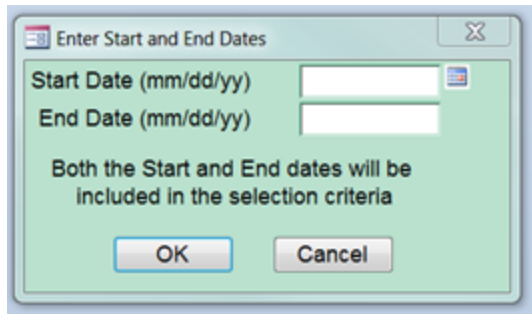 Enter Start and End Dates
Start Date (mm/dd/yy)
End Date (mm/dd/yy)
Both the Start and End dates will be
included in the selection criteria
OK Cancel